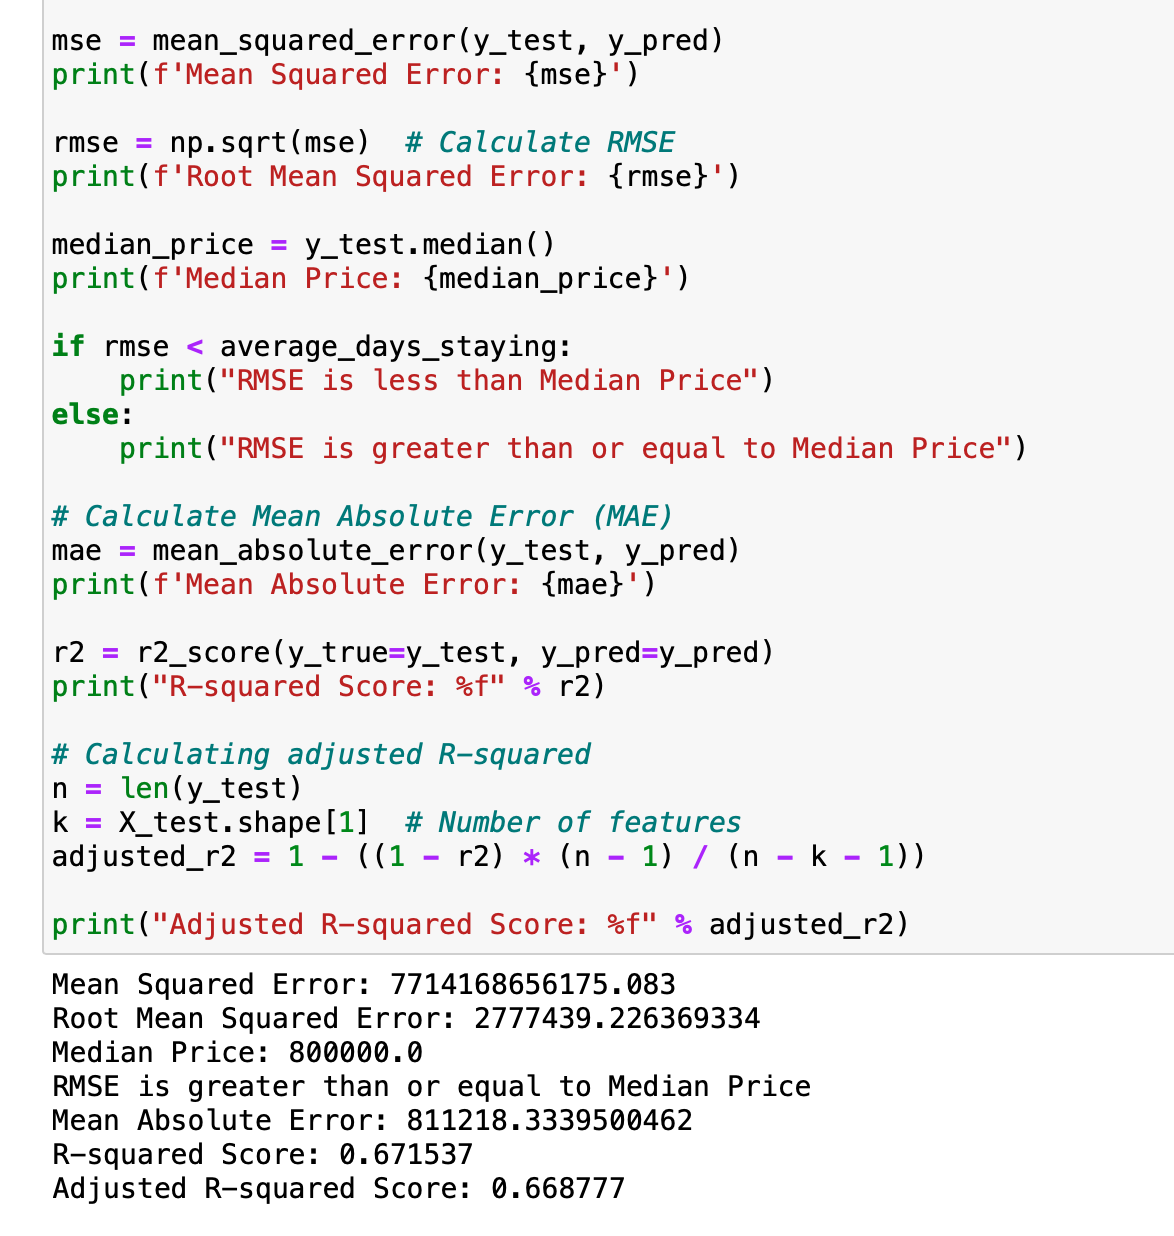 mse = mean_squared_error(y_test, y_pred)
print(f'Mean Squared Error: {mse}')
rmse = np.sqrt(mse)  # Calculate RMSE
print(f'Root Mean Squared Error: {rmse}')
median_price = y_test.median()
print(f'Median Price: {median_price}')
if rmse < average_days_staying:
    print("RMSE is less than Median Price")
else:
    print("RMSE is greater than or equal to Median Price")
# Calculate Mean Absolute Error (MAE)
mae = mean_absolute_error(y_test, y_pred)
print(f'Mean Absolute Error: {mae}')
r2 = r2_score(y_true=y_test, y_pred=y_pred)
print("R-squared Score: %f" % r2)
# Calculating adjusted R-squared
n = len(y_test)
k = X_test.shape[1]  # Number of features
adjusted_r2 = 1 - ((1 - r2) * (n - 1) / (n - k - 1))
print("Adjusted R-squared Score: %f" % adjusted_r2)
Mean Squared Error: 7714168656175.083
Root Mean Squared Error: 2777439.226369334
Median Price: 800000.0
RMSE is greater than or equal to Median Price
Mean Absolute Error: 811218.3339500462
R-squared Score: 0.671537
Adjusted R-squared Score: 0.668777